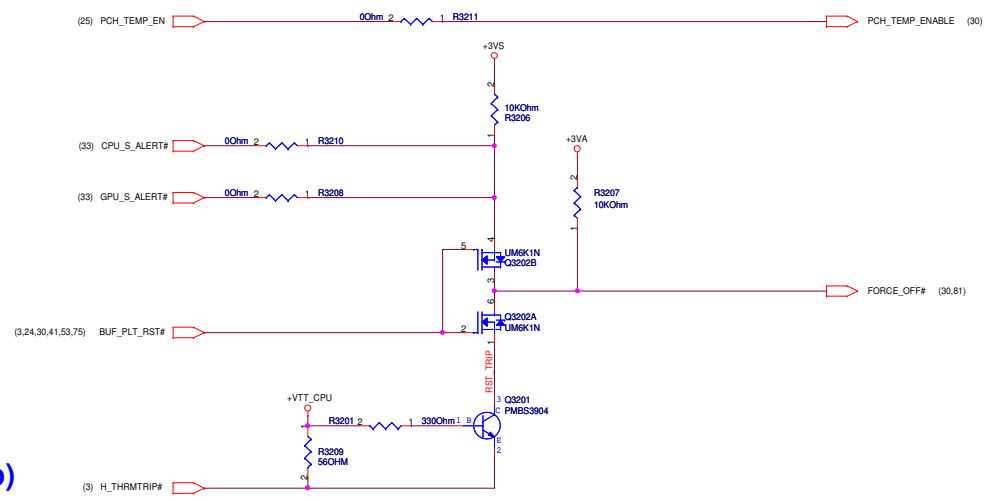 (25) PCH_TEMP_EN 0Ohm 2 1 R3211 PCH_TEMP_ENABLE (30)
+3VS
2
10KOhm
R3206
1
+3VA
(33) CPU_S_ALERT# 0Ohm 2 1 R3210
2
R3207
10KOhm
1
(33) GPU_S_ALERT# 0Ohm 2 1 R3208
4
5
UM6K1N
Q3202B
3
FORCE_OFF# (30,81)
6
Q3202A
UM6K1N
(3,24,30,41,53,75) BUF_PLT_RST# 2
1
RST_TRIP
+VTT_CPU
3 Q3201
C PMBS3904
1
R3201 2 1 330Ohm 1 B
E
2
R3209
56OHM
2
)
(3) H_THRMTRIP#